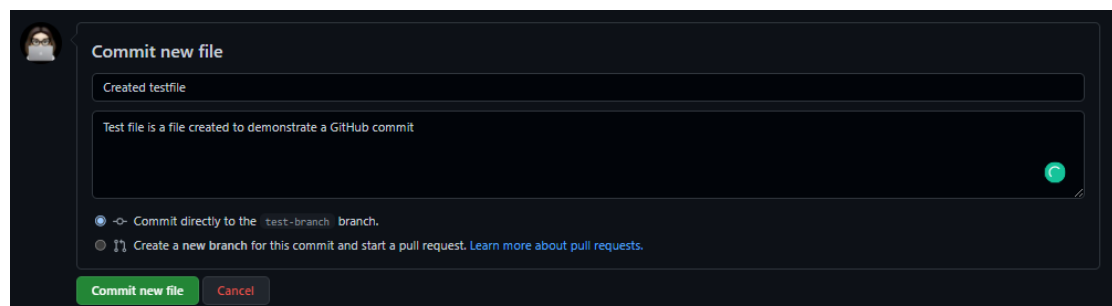 Commit new file
Created testfile
Test file is a file created to demonstrate a GitHub commit
Commit directly to the test-branch branch.
Create a new branch for this commit and start a pull request. Learn more about pull requests.
Commit new file
Cancel